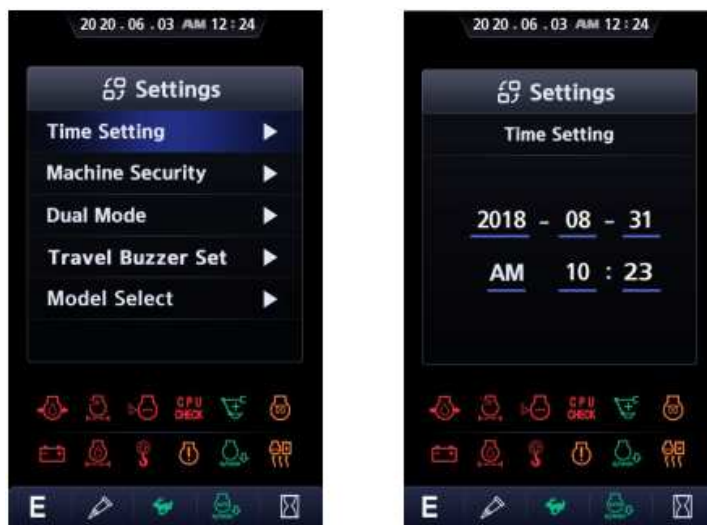 2020.06.03 AM 12:24
Settings
Time Setting
Machine Security
Dual Mode
Travel Buzzer Set
Model Select
CPU
CHECK
E
2020.06.03 AM 12:24
Settings
Time Setting
2018 - 08 - 31
AM 10 : 23
CPU
CHECK
E